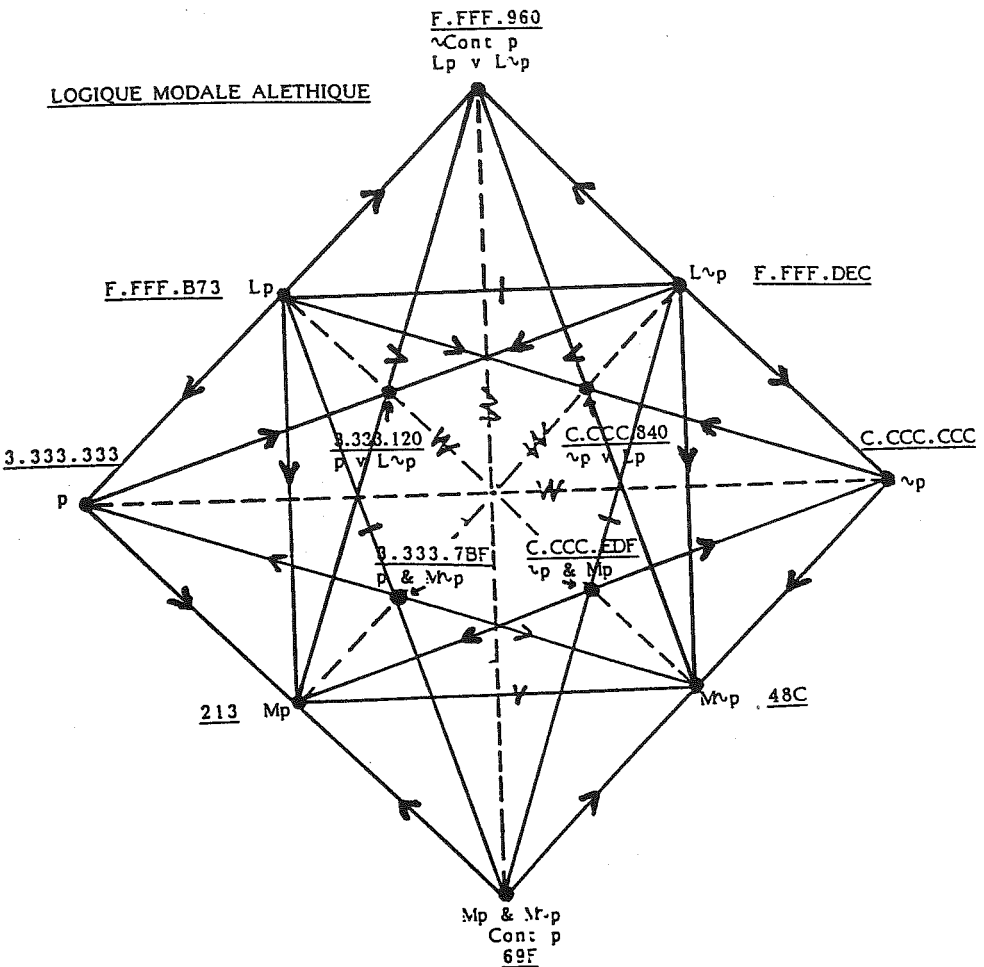 F.FFF.960
~Cont p
Lp v L~p
LOGIQUE MODALE ALETHIQUE
F.FFF.B73 Lp
L~p F.FFF.DEC
3.333.120
p v L~p
C.CCC.840
~p v Lp
3.333.333
p
C.CCC.CCC
~p
3.333.7BF
p & M~p
C.CCC.EDF
~p & Mp
213 Mp
M~p 48C
Mp & M~p
Cont p
69F